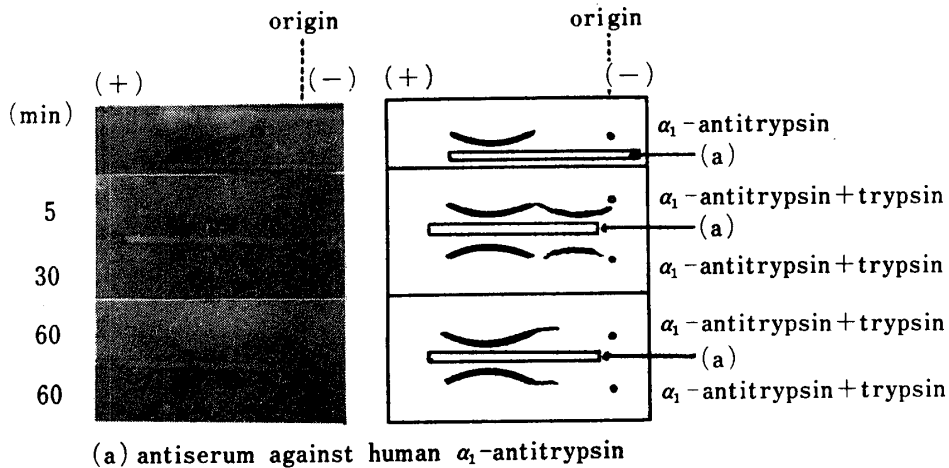 origin
origin
(+) (−)
(+) (−)
(min)
α₁-antitrypsin
(a)
5
α₁-antitrypsin+trypsin
(a)
30
α₁-antitrypsin+trypsin
60
α₁-antitrypsin+trypsin
(a)
60
α₁-antitrypsin+trypsin
(a) antiserum against human α₁-antitrypsin